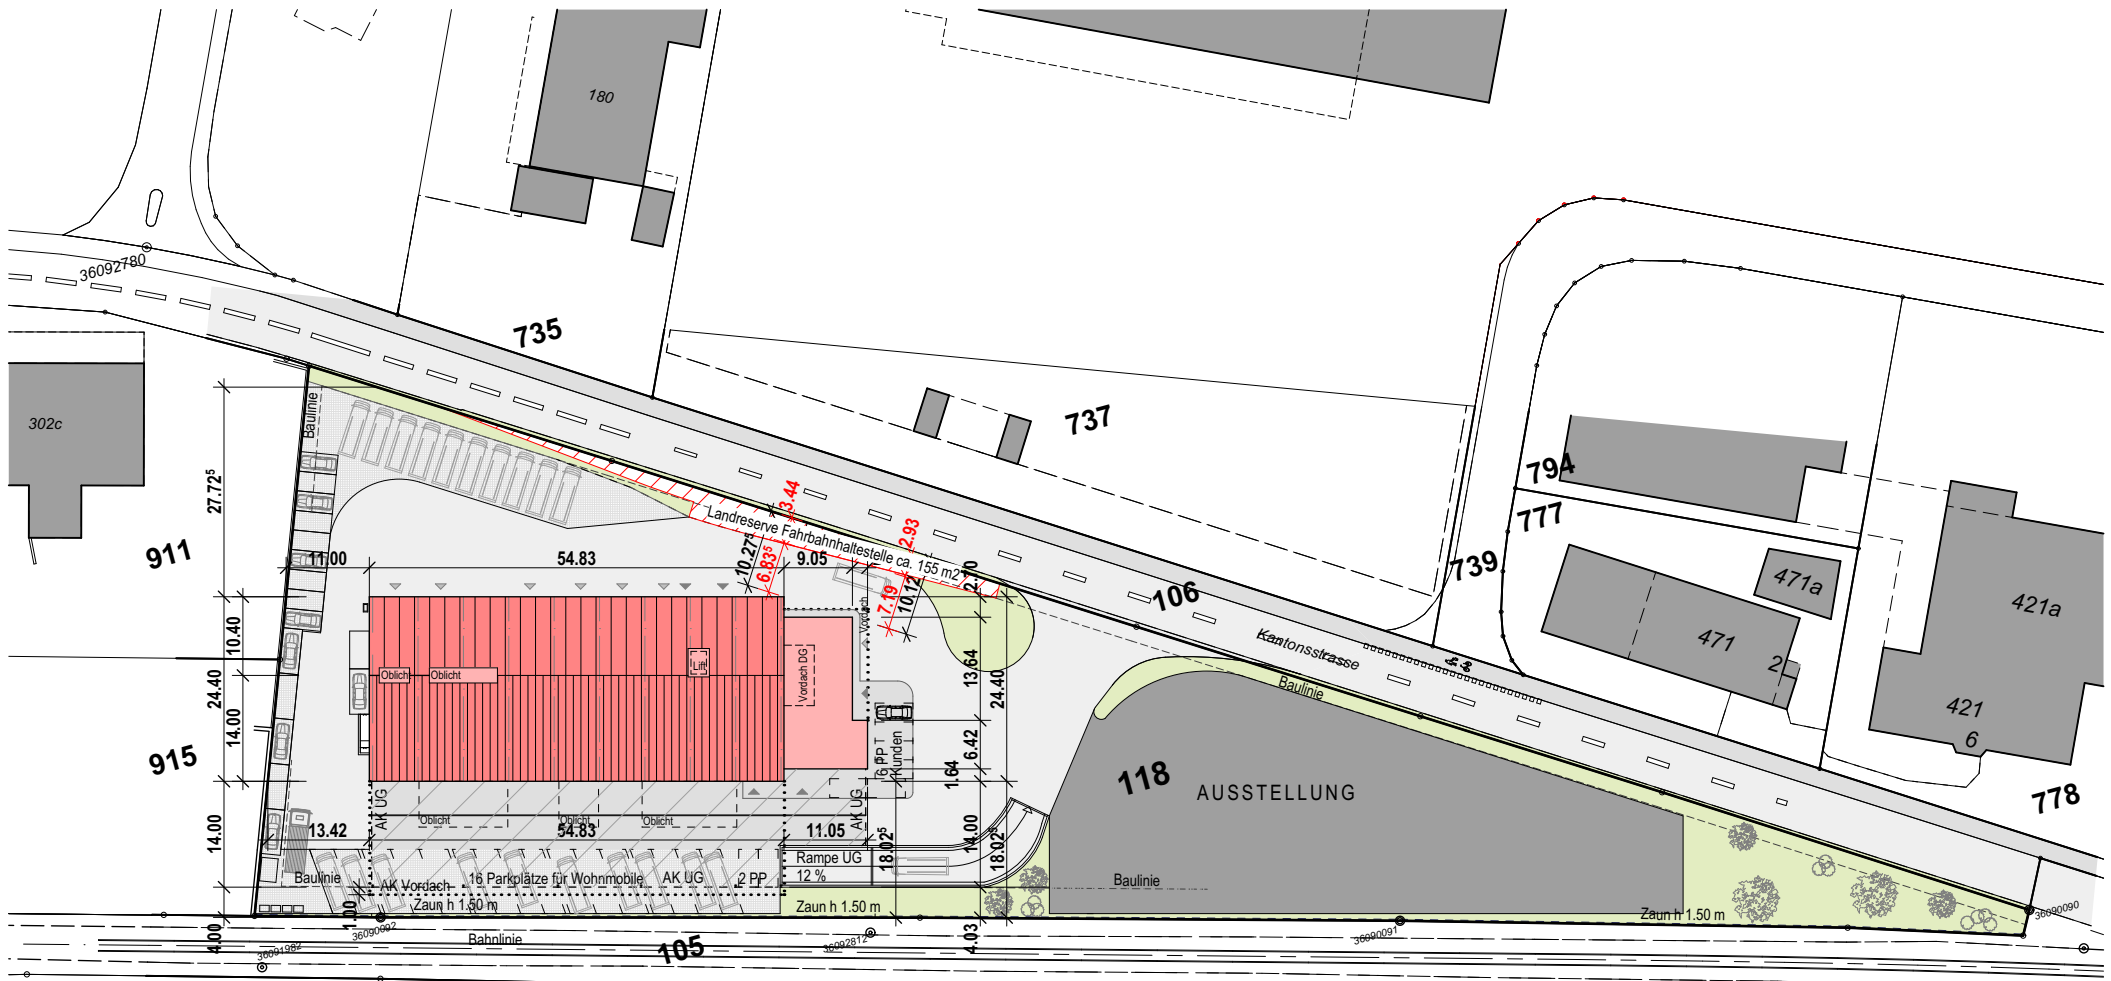 180
36092780
735
302c
Baulinie
737
794
777
739
471a
471
2
421a
421
6
778
27.72⁵
3.44
Landreserve Fahrbahnhaltestelle ca. 155 m2
2.93
10.27⁵
6.83⁵
7.19
10.12
911
11.00
54.83
9.05
106
Kantonsstrasse
Baulinie
10.40
24.40
14.00
Oblicht
Oblicht
Lift
Vordach DG
Vordach
13.64
24.40
6.42
1.64
6 PP
Kunden
915
118
AUSSTELLUNG
AK UG
Oblicht
Oblicht
Oblicht
AK UG
14.00
13.42
54.83
11.05
18.02⁵
14.00
18.02⁵
Rampe UG
12 %
Baulinie
AK Vordach
16 Parkplätze für Wohnmobile
AK UG
2 PP
Baulinie
1.00
Zaun h 1.50 m
Zaun h 1.50 m
Zaun h 1.50 m
4.00
4.03
36091982
36090092
Bahnlinie
105
36092812
36090091
36090090